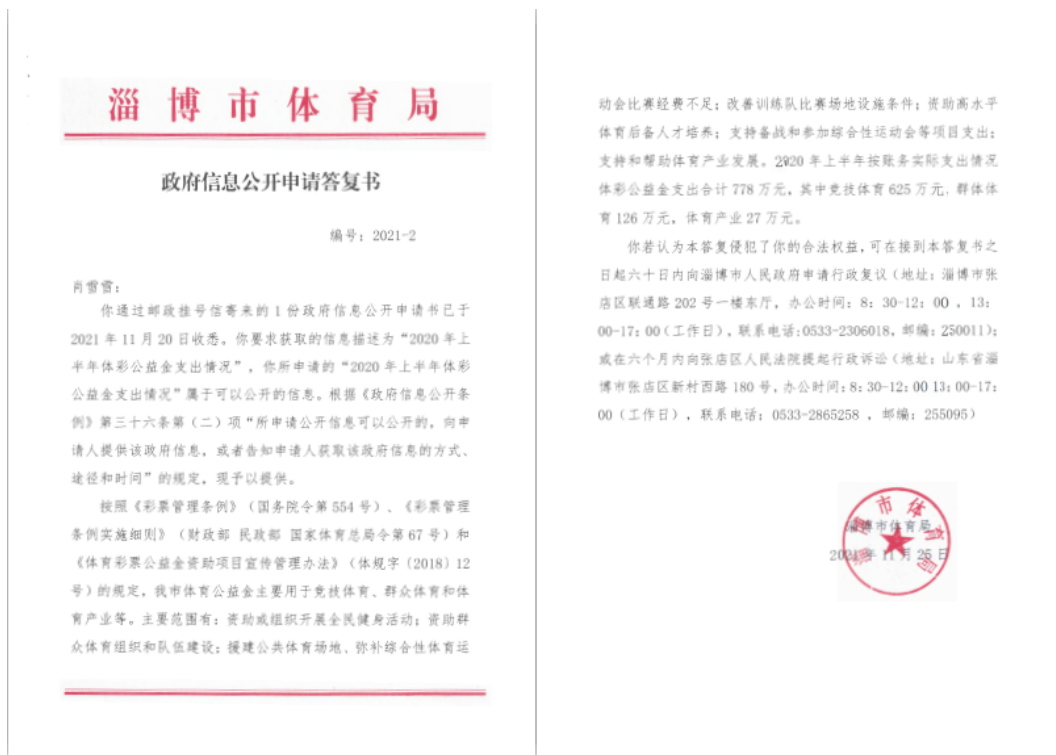 淄博市体育局
政府信息公开申请答复书
编号：2021-2
肖雪雪：
你通过邮政挂号信寄来的1份政府信息公开申请书已于
2021年11月20日收悉。你要求获取的信息描述为“2020年上
半年体彩公益金支出情况”，你所申请的“2020年上半年体彩
公益金支出情况”属于可以公开的信息。根据《政府信息公开条
例》第三十六条第（二）项“所申请公开信息可以公开的，向申
请人提供该政府信息，或者告知申请人获取该政府信息的方式、
途径和时间”的规定，现予以提供。
按照《彩票管理条例》（国务院令第554号）、《彩票管理
条例实施细则》（财政部 民政部 国家体育总局令第67号）和
《体育彩票公益金资助项目宣传管理办法》（体规字〔2018〕12
号）的规定，我市体育公益金主要用于竞技体育、群众体育和体
育产业等。主要范围有：资助或组织开展全民健身活动；资助群
众体育组织和队伍建设；援建公共体育场地、弥补综合性体育运
动会比赛经费不足；改善训练队比赛场地设施条件；资助高水平
体育后备人才培养；支持备战和参加综合性运动会等项目支出；
支持和帮助体育产业发展。2020年上半年按账务实际支出情况
体彩公益金支出合计778万元，其中竞技体育625万元，群体体
育126万元，体育产业27万元。
你若认为本答复侵犯了你的合法权益，可在接到本答复书之
日起六十日内向淄博市人民政府申请行政复议（地址：淄博市张
店区联通路202号一楼东厅，办公时间：8：30-12：00，13：
00-17：00（工作日），联系电话：0533-2306018，邮编：250011）；
或在六个月内向张店区人民法院提起行政诉讼（地址：山东省淄
博市张店区新村西路180号，办公时间：8：30-12：00 13：00-17：
00（工作日），联系电话：0533-2865258，邮编：255095）
淄博市体育局
2021年11月25日
淄博市体育局